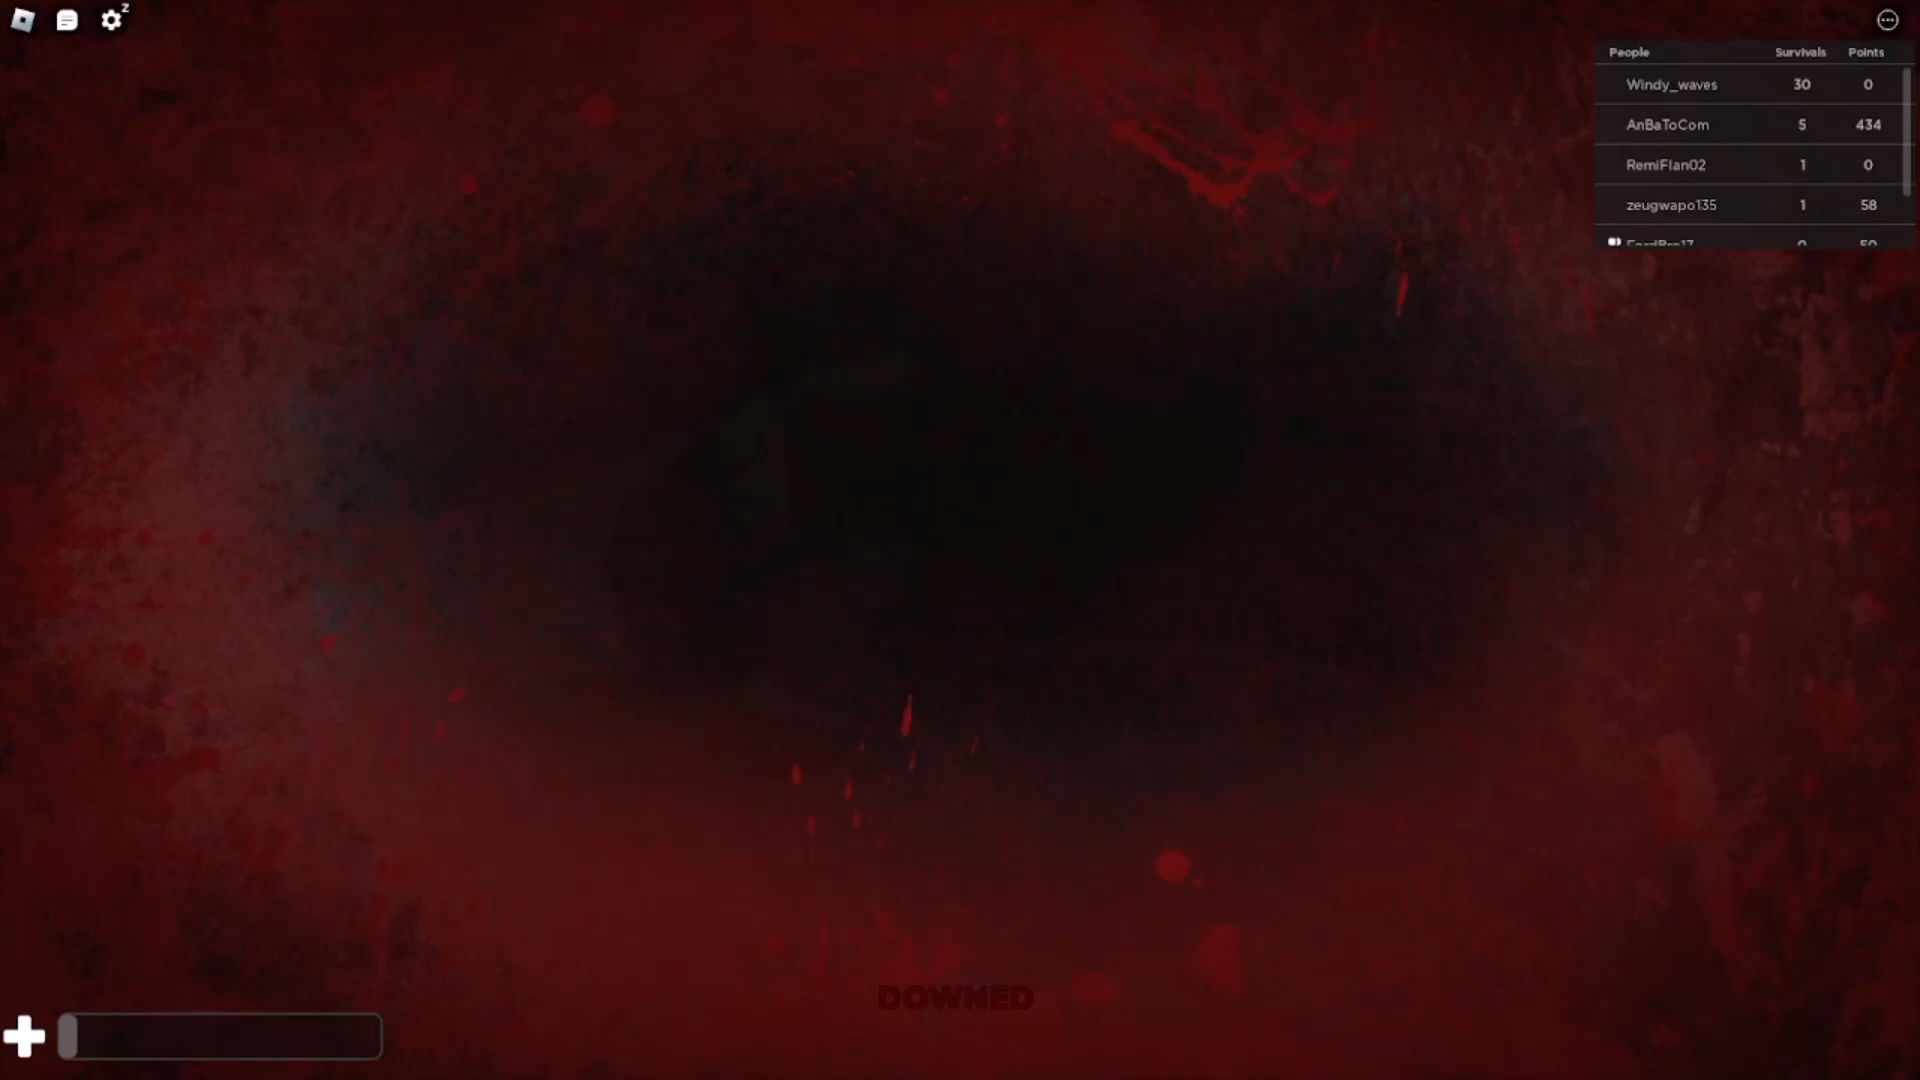 z
People Survivals Points
Windy_waves 30 0
AnBaToCom 5 434
RemiFlan02 1 0
zeugwapo135 1 58
DOWNED